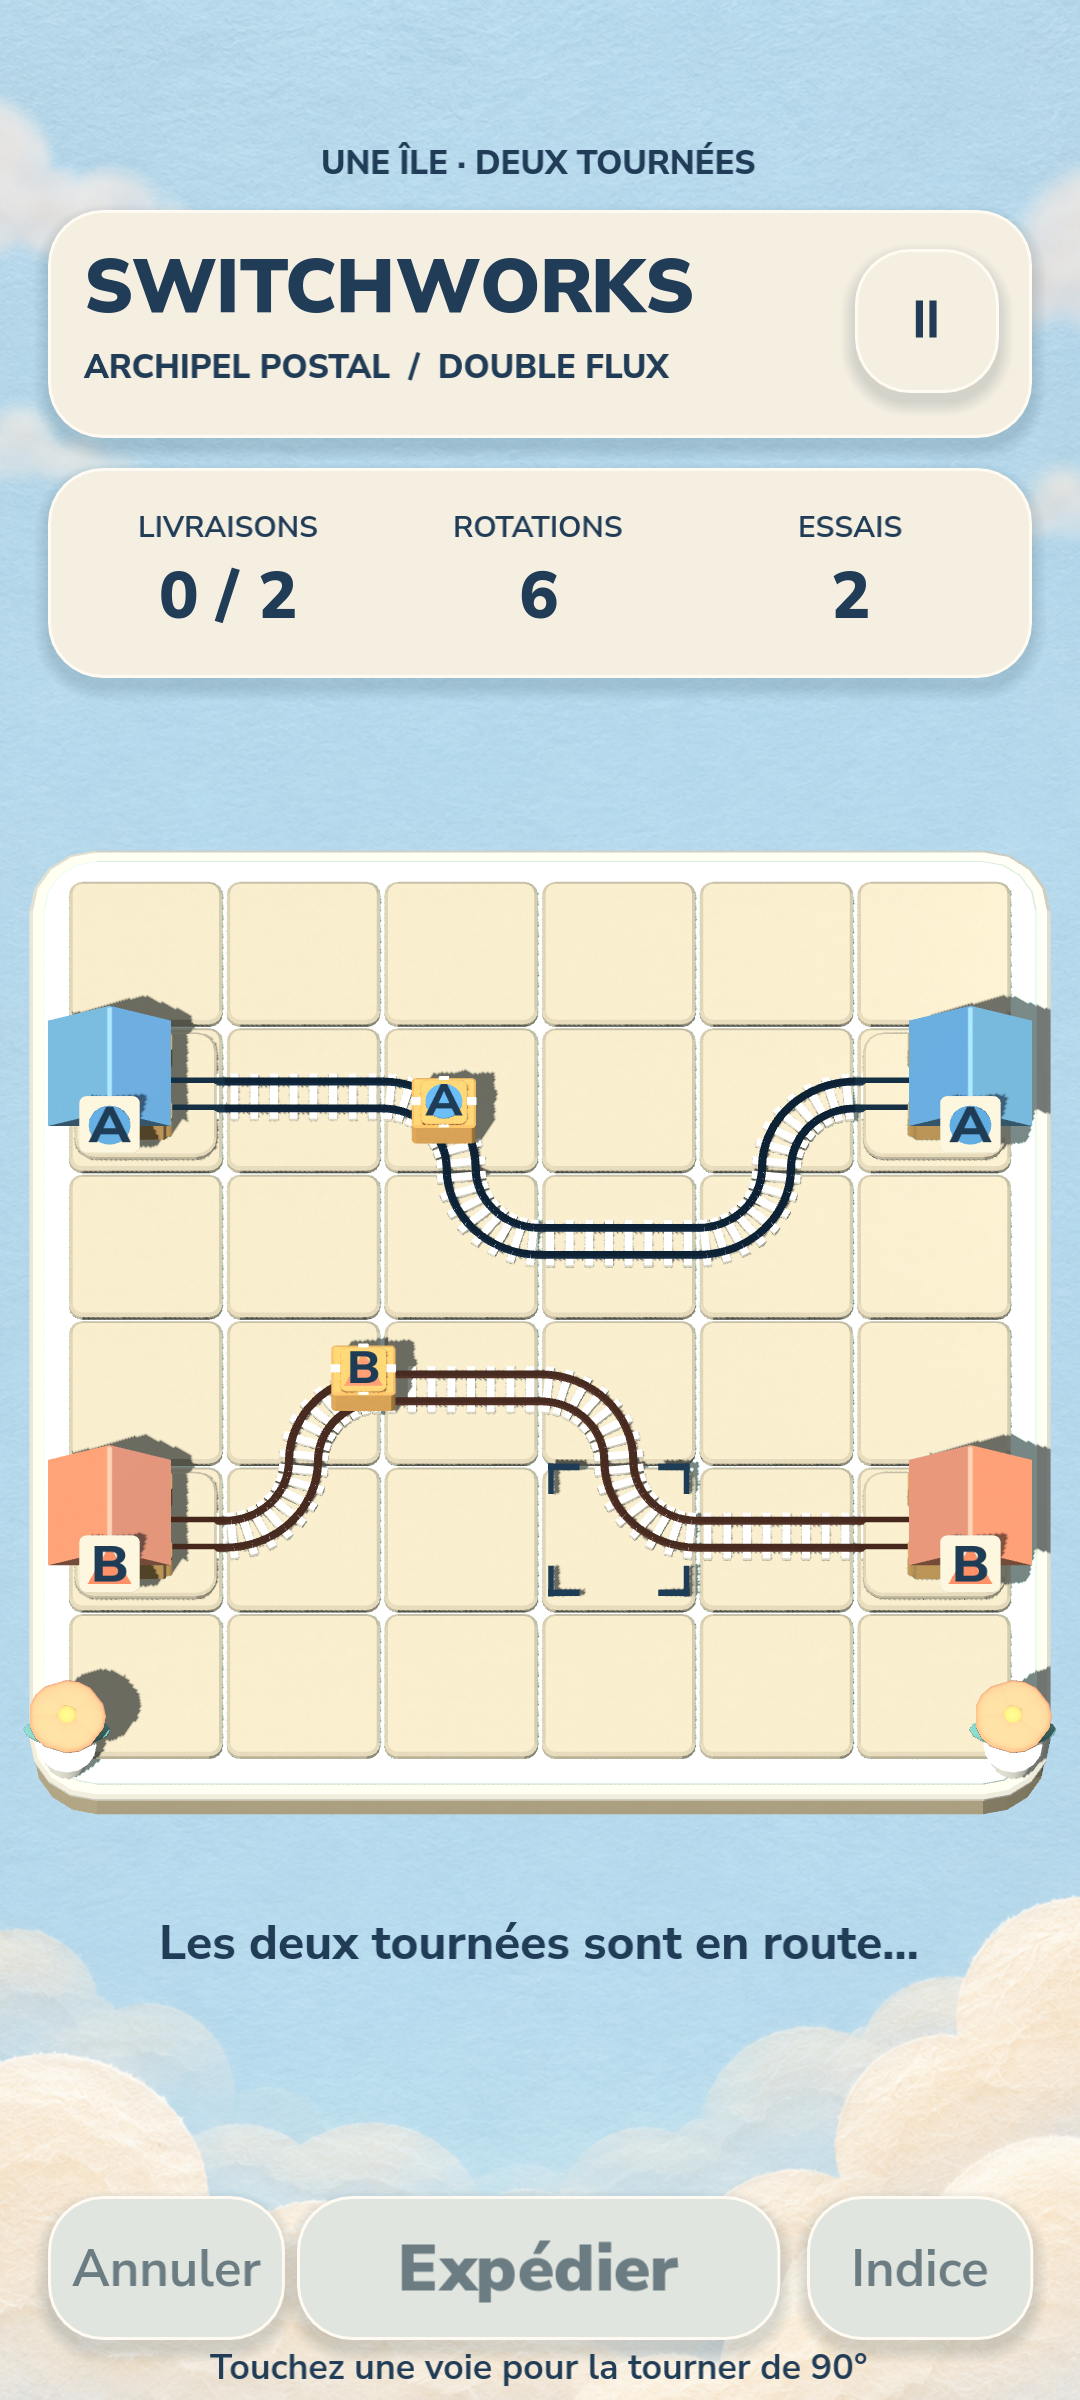 UNE ÎLE · DEUX TOURNÉES
SWITCHWORKS
ARCHIPEL POSTAL / DOUBLE FLUX
LIVRAISONS
0 / 2
ROTATIONS
6
ESSAIS
2
A
A
A
B
B
B
Les deux tournées sont en route...
Annuler
Expédier
Indice
Touchez une voie pour la tourner de 90°